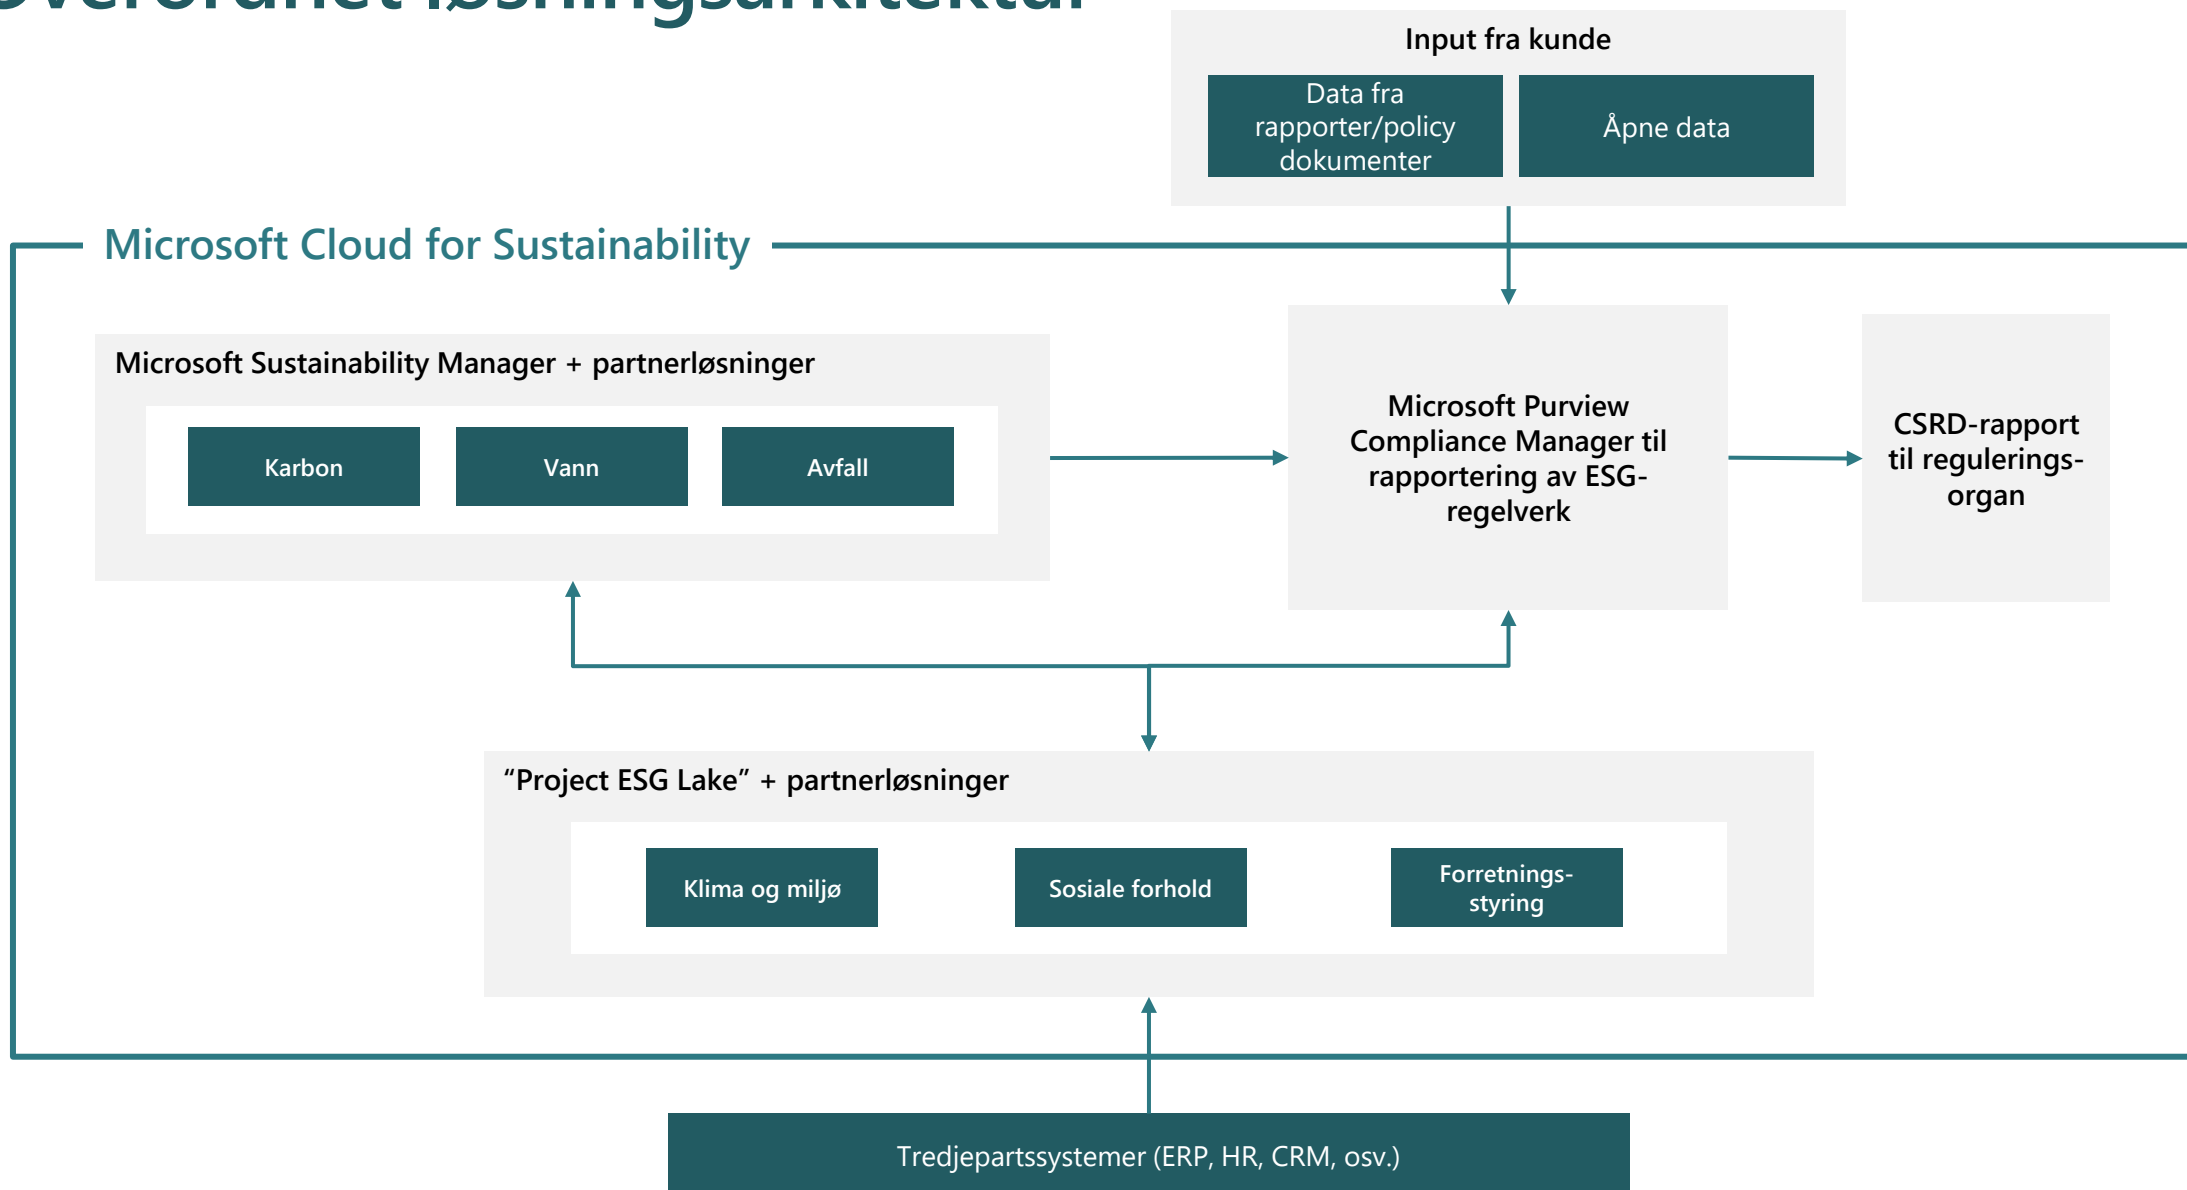 Overordnet løsningsarkitektur
Input fra kunde
Data fra
rapporter/policy
dokumenter
Åpne data
Microsoft Cloud for Sustainability
Microsoft Sustainability Manager + partnerløsninger
Karbon
Vann
Avfall
Microsoft Purview
Compliance Manager til
rapportering av ESG-
regelverk
CSRD-rapport
til regulerings-
organ
“Project ESG Lake” + partnerløsninger
Klima og miljø
Sosiale forhold
Forretnings-
styring
Tredjepartssystemer (ERP, HR, CRM, osv.)